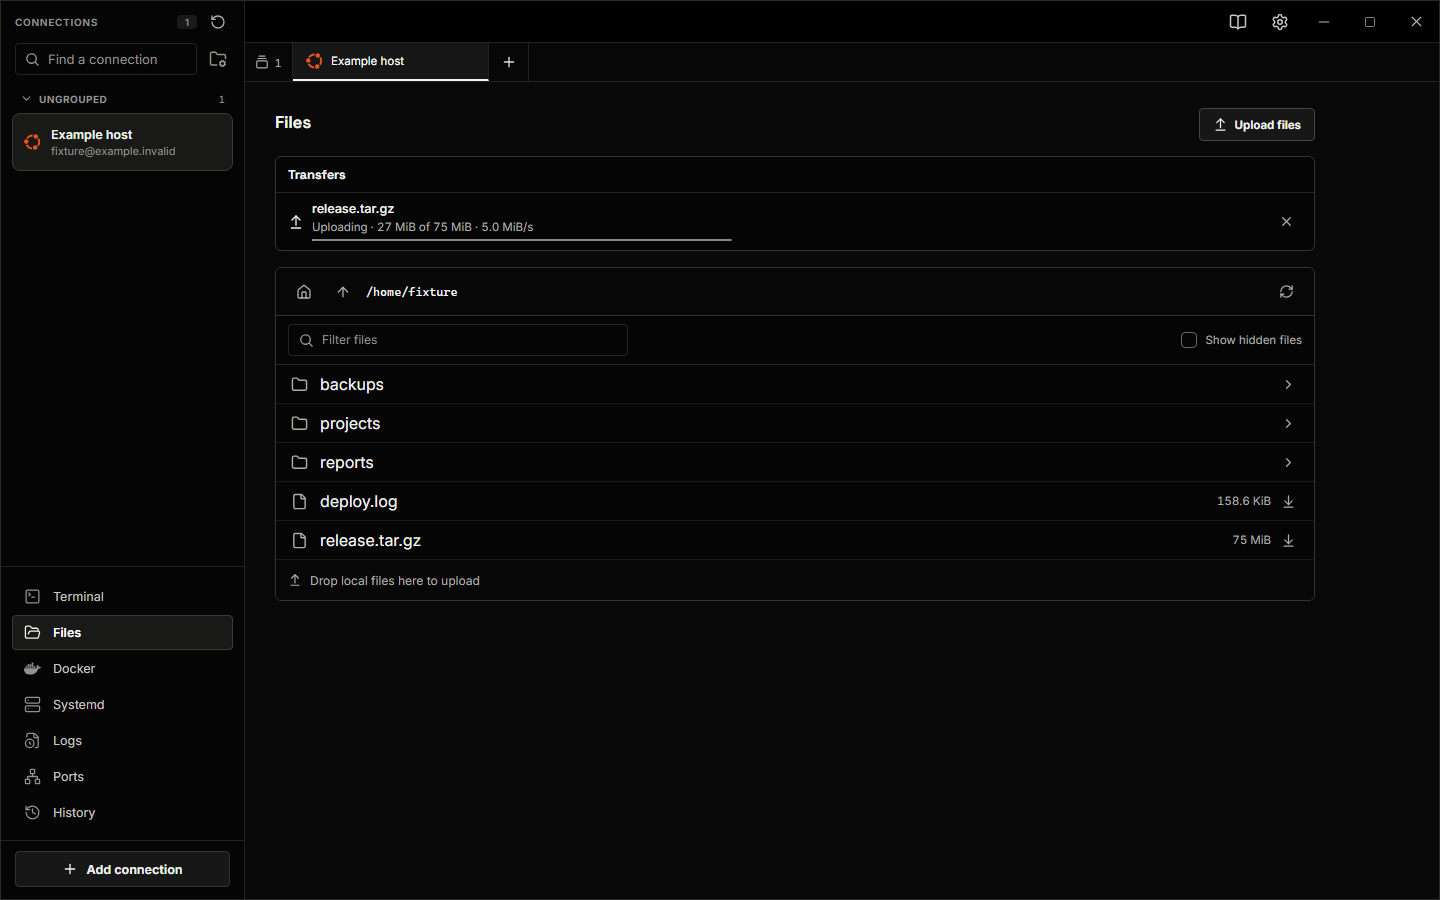 CONNECTIONS 1
Find a connection
UNGROUPED 1
Example host
fixture@example.invalid
Terminal
Files
Docker
Systemd
Logs
Ports
History
Add connection
1 Example host
Files
Upload files
Transfers
release.tar.gz
Uploading · 27 MiB of 75 MiB · 5.0 MiB/s
/home/fixture
Filter files
Show hidden files
backups
projects
reports
deploy.log 158.6 KiB
release.tar.gz 75 MiB
Drop local files here to upload